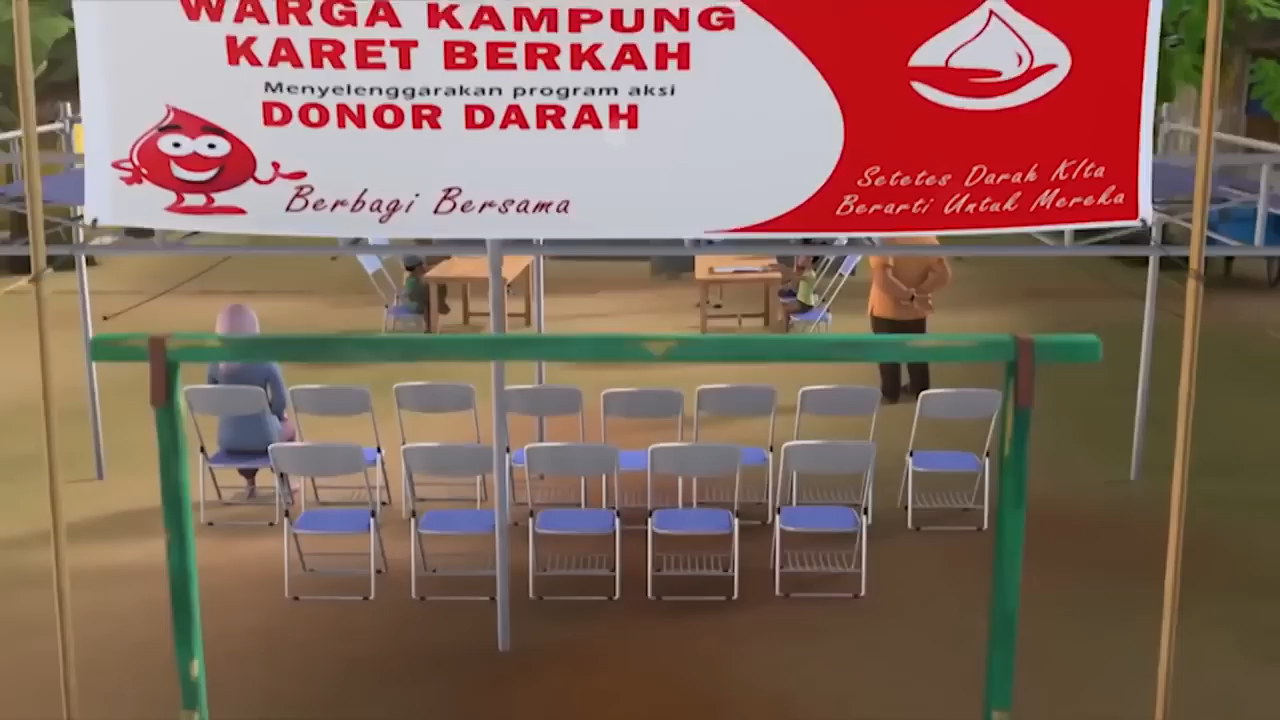 WARGA KAMPUNG
KARET BERKAH
Menyelenggarakan program aksi
DONOR DARAH
Berbagi Bersama
Setetes Darah KIta
Berarti Untuk Mereka